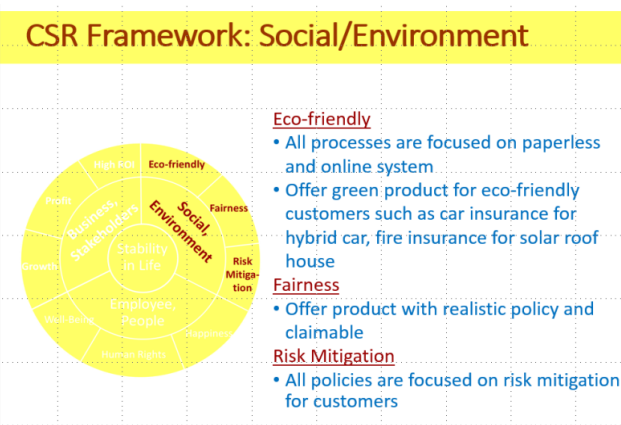 CSR Framework: Social/Environment
Eco-friendly
• All processes are focused on paperless
and online system
• Offer green product for eco-friendly
customers such as car insurance for
hybrid car, fire insurance for solar roof
house
Fairness
• Offer product with realistic policy and
claimable
Risk Mitigation
• All policies are focused on risk mitigation
for customers
High ROI
Eco-friendly
Profit
Fairness
Business,
Stakeholders
Social,
Environment
Stability
in Life
Growth
Risk
Mitiga-
tion
Employee,
People
Well-Being
Happiness
Human Rights